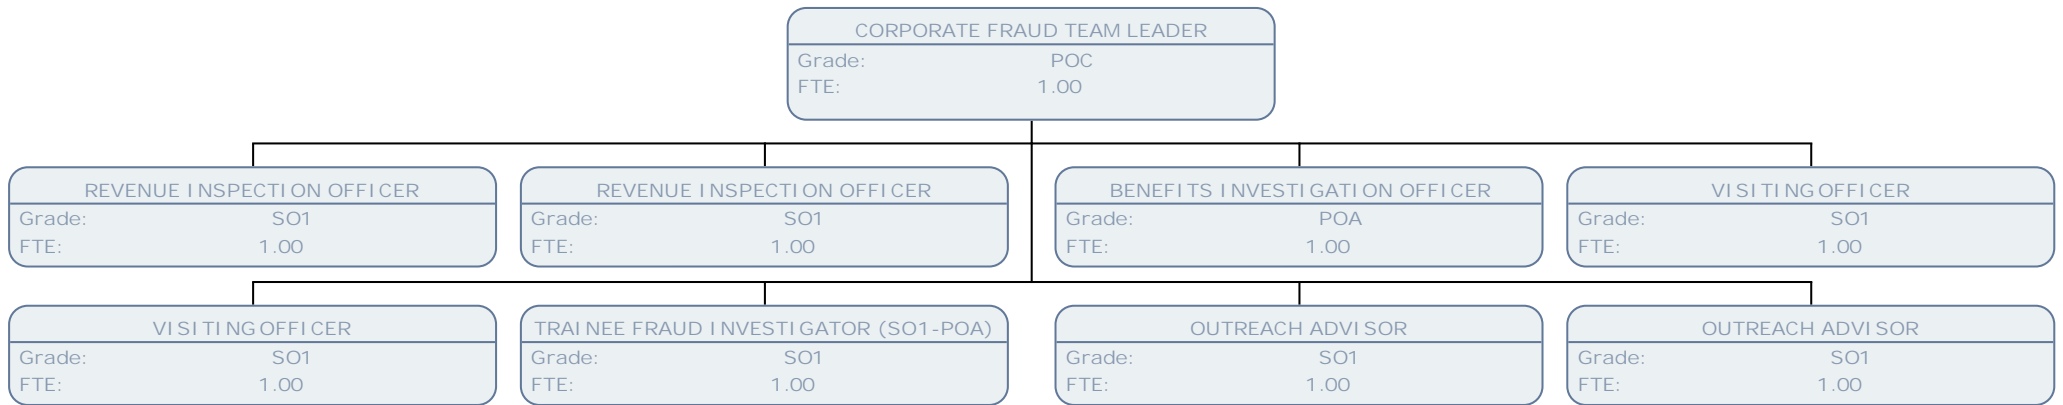 CORPORATE FRAUD TEAM LEADER
Grade: POC
FTE: 1.00
REVENUE INSPECTION OFFICER
Grade: SO1
FTE: 1.00
REVENUE INSPECTION OFFICER
Grade: SO1
FTE: 1.00
BENEFITS INVESTIGATION OFFICER
Grade: POA
FTE: 1.00
VISITING OFFICER
Grade: SO1
FTE: 1.00
VISITING OFFICER
Grade: SO1
FTE: 1.00
TRAINEE FRAUD INVESTIGATOR (SO1-POA)
Grade: SO1
FTE: 1.00
OUTREACH ADVISOR
Grade: SO1
FTE: 1.00
OUTREACH ADVISOR
Grade: SO1
FTE: 1.00